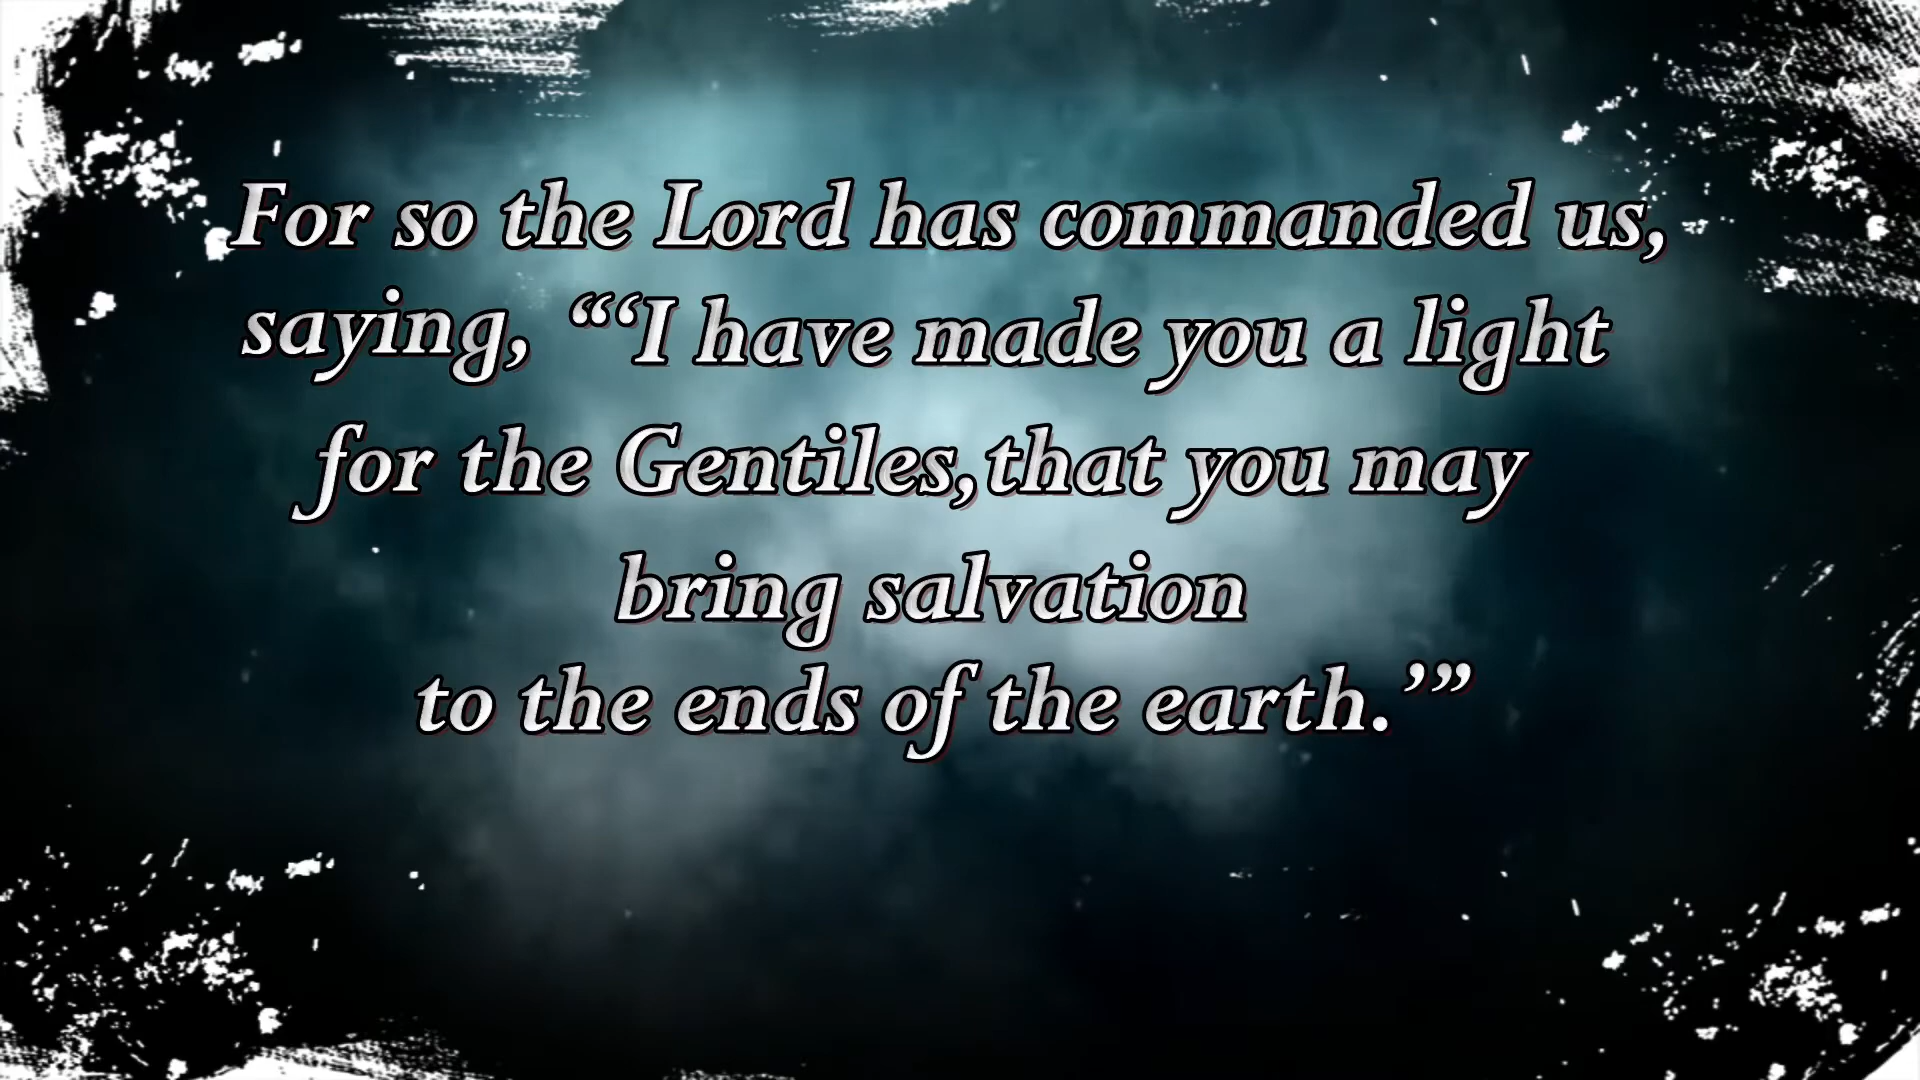 For so the Lord has commanded us,
saying, “‘I have made you a light
for the Gentiles,that you may
bring salvation
to the ends of the earth.’”